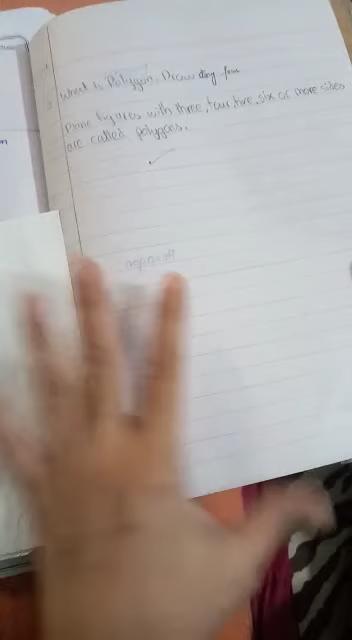 What is Polygon. Draw any four
Plane figures with three, four, five, six or more sides
are called polygons.